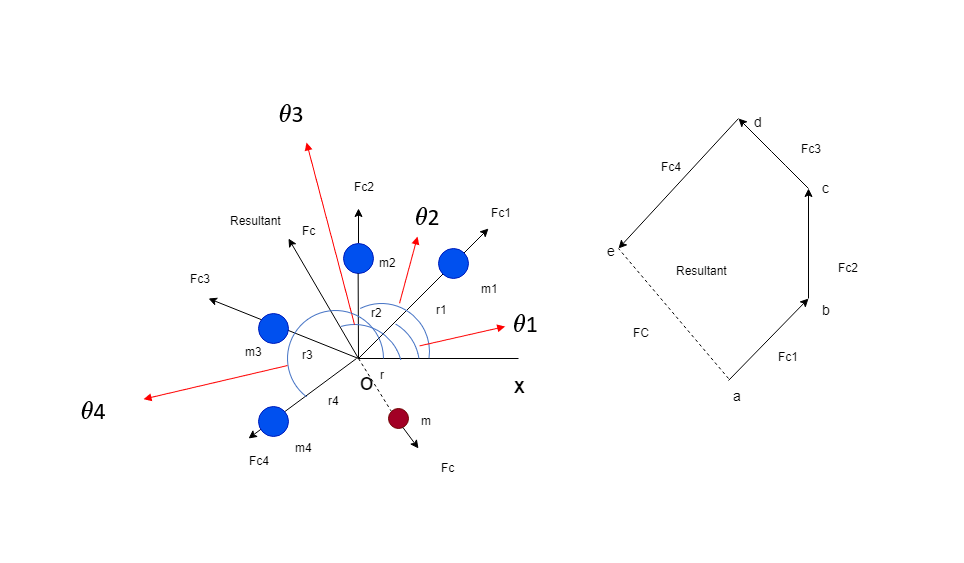 θ3
Fc2
θ2
Fc1
Resultant
Fc
m2
m1
Fc3
r2
r1
θ1
m3
r3
r
O
X
θ4
r4
m
m4
Fc4
Fc
d
Fc3
Fc4
c
e
Resultant
Fc2
b
FC
Fc1
a